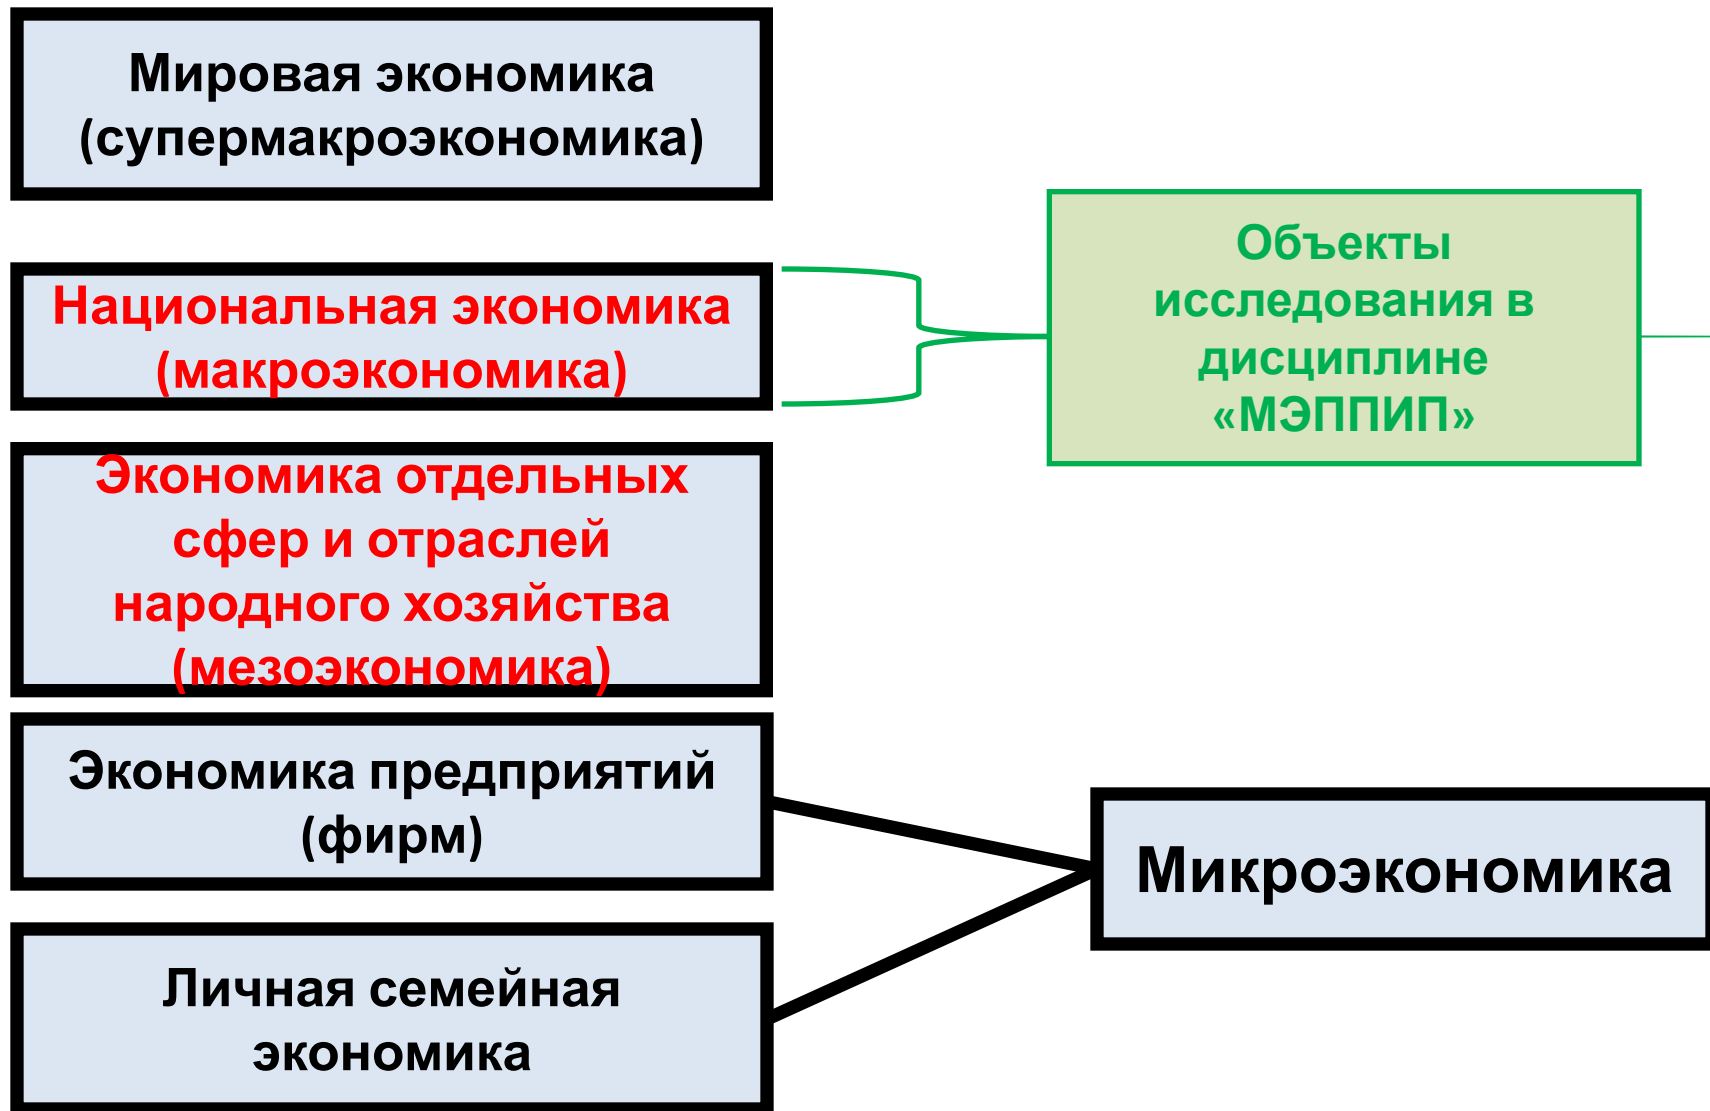 Мировая экономика
(супермакроэкономика)
Национальная экономика
(макроэкономика)
Объекты
исследования в
дисциплине
«МЭППИП»
Экономика отдельных
сфер и отраслей
народного хозяйства
(мезоэкономика)
Экономика предприятий
(фирм)
Микроэкономика
Личная семейная
экономика